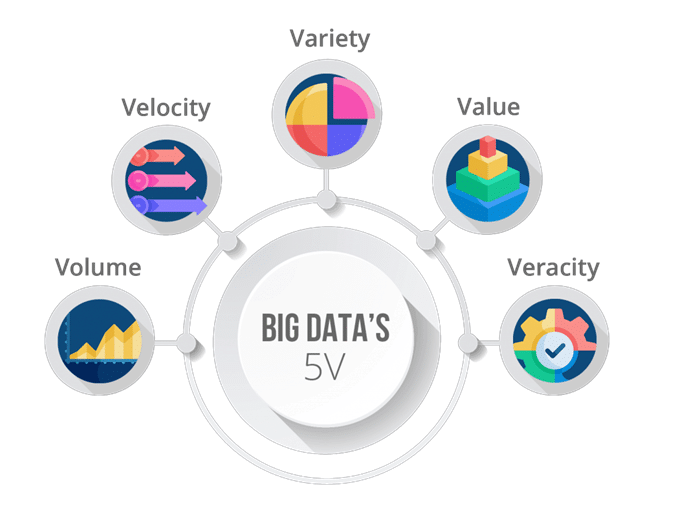 Variety
Velocity
Value
Volume
Veracity
BIG DATA'S
5V